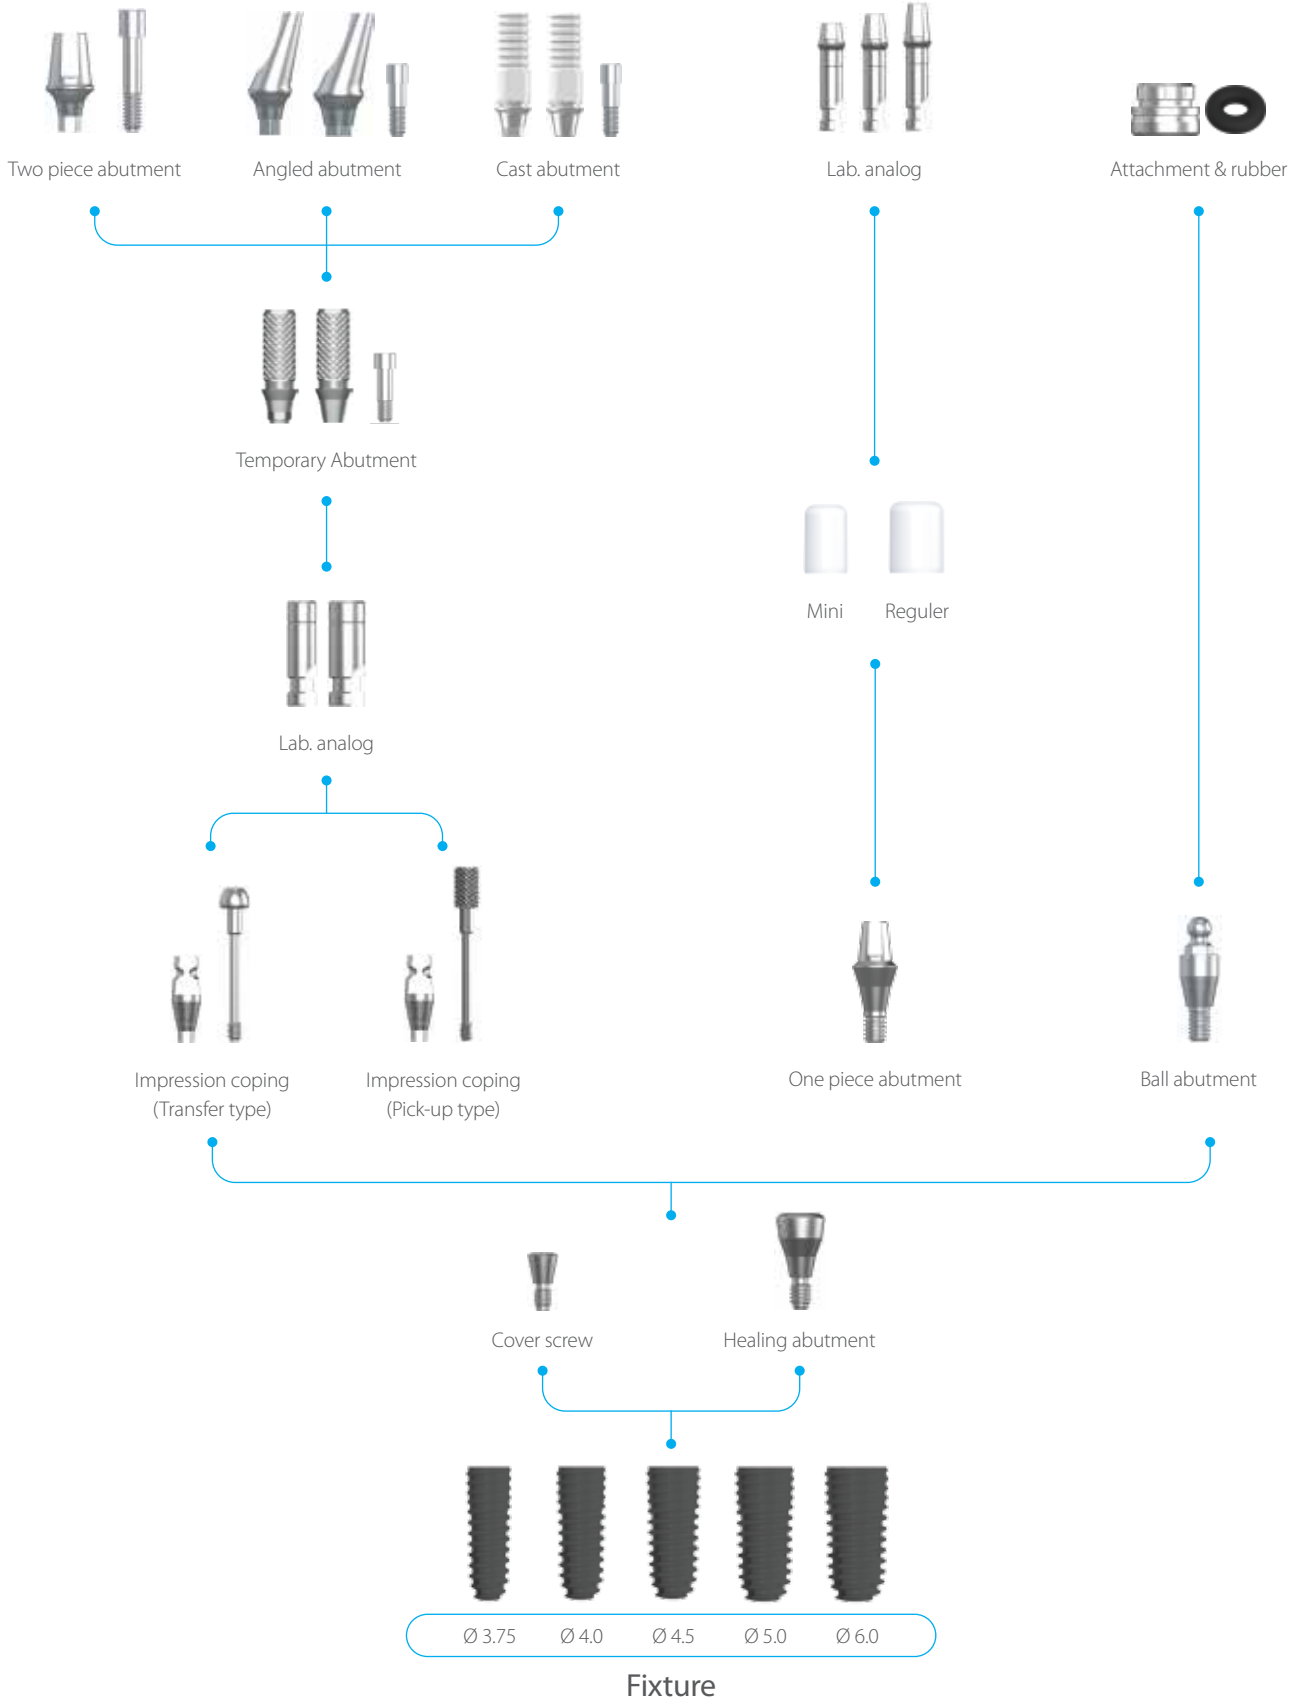 Two piece abutment
Angled abutment
Cast abutment
Lab. analog
Attachment & rubber
Temporary Abutment
Mini
Reguler
Lab. analog
Impression coping
(Transfer type)
Impression coping
(Pick-up type)
One piece abutment
Ball abutment
Cover screw
Healing abutment
Ø 3.75
Ø 4.0
Ø 4.5
Ø 5.0
Ø 6.0
Fixture